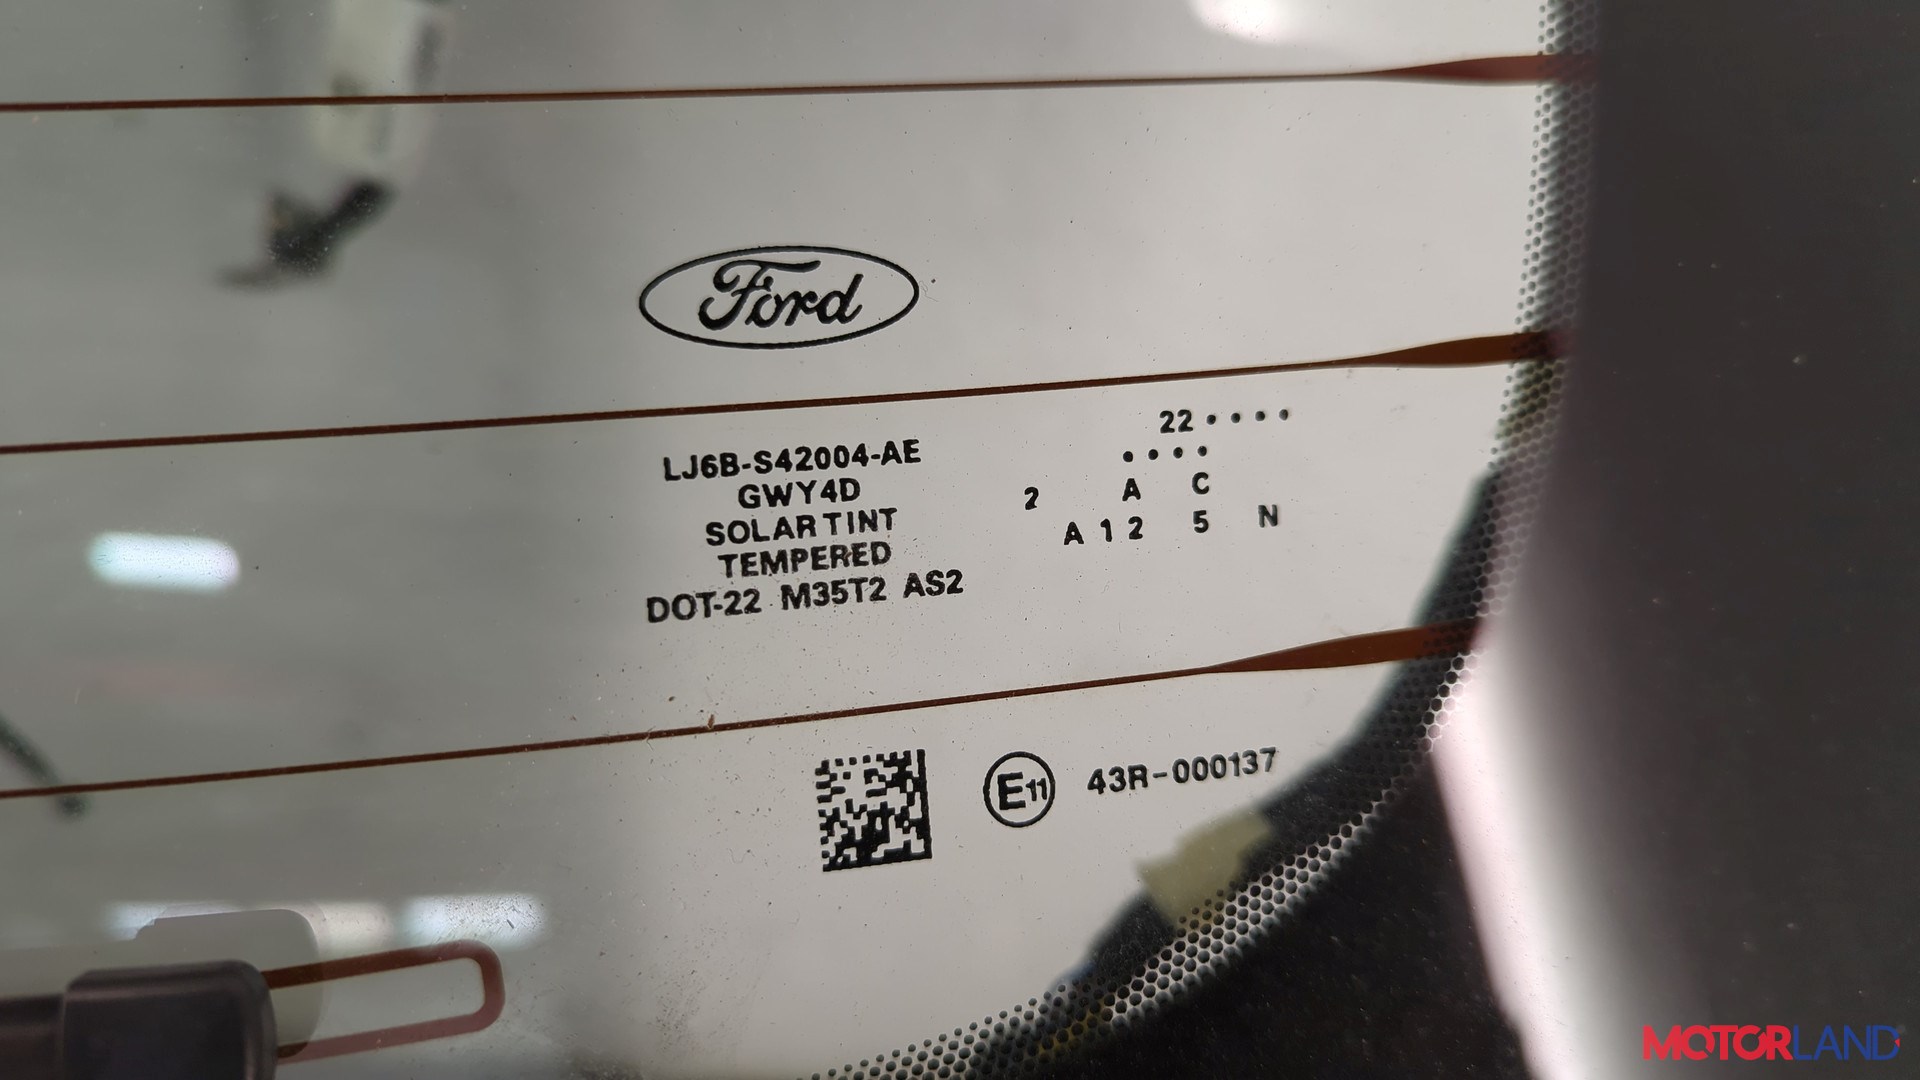 Ford
LJ6B-S42004-AE
GWY4D
SOLAR TINT
TEMPERED
DOT-22 M35T2 AS2
22 • • • •
• • • •
2 A C
A 1 2 5 N
E11 43R-000137
MOTORLAND